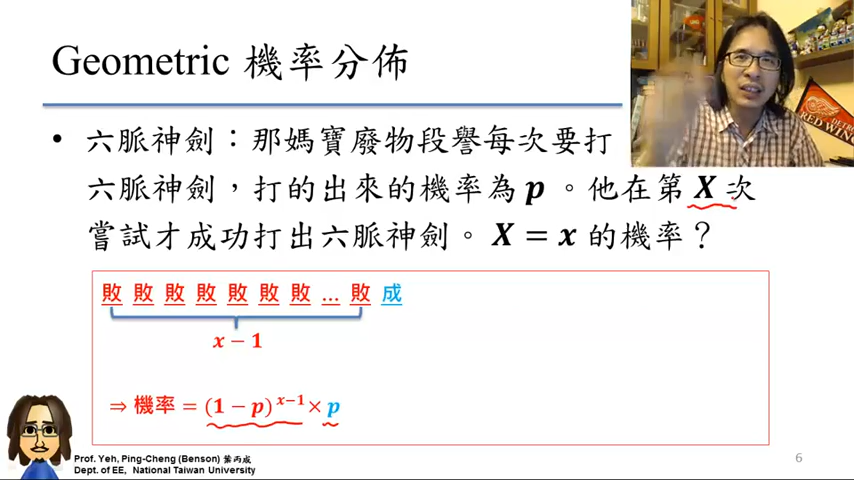 Geometric 機率分佈
• 六脈神劍：那媽寶廢物段譽每次要打
六脈神劍，打的出來的機率為 p 。他在第 X 次
嘗試才成功打出六脈神劍。 X = x 的機率？
敗 敗 敗 敗 敗 敗 敗 … 敗 成
x − 1
⇒ 機率 = (1 − p)^{x−1} × p
Prof. Yeh, Ping-Cheng (Benson) 葉丙成
Dept. of EE, National Taiwan University
6
RED WING